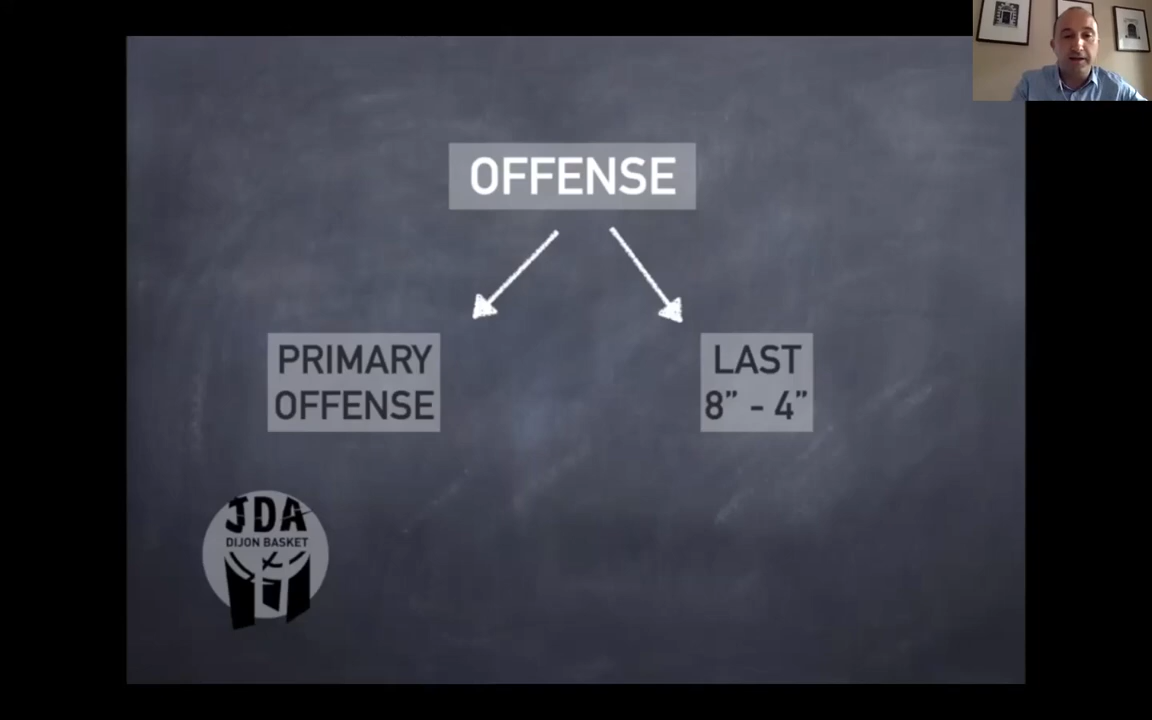 OFFENSE
PRIMARY
OFFENSE
LAST
8” - 4”
JDA
DIJON BASKET